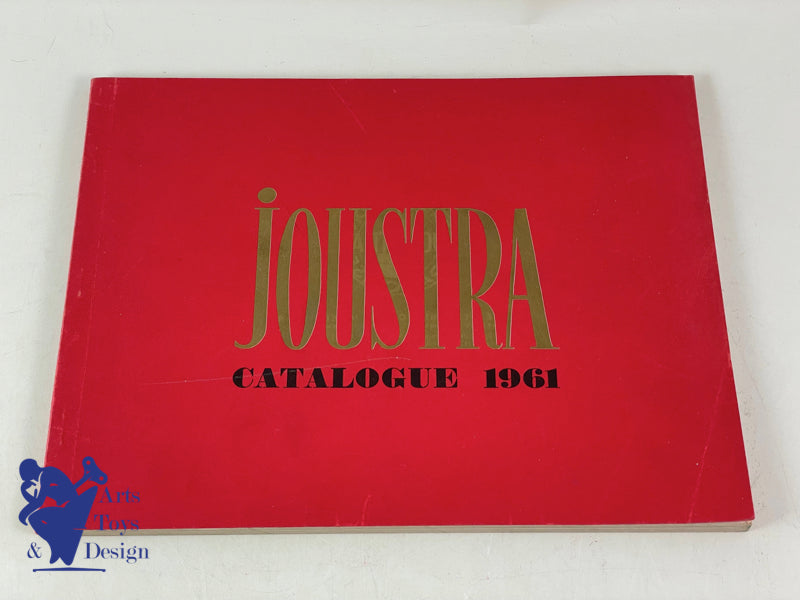 jOUSTRA
CATALOGUE 1961
Arts
Toys
& Design